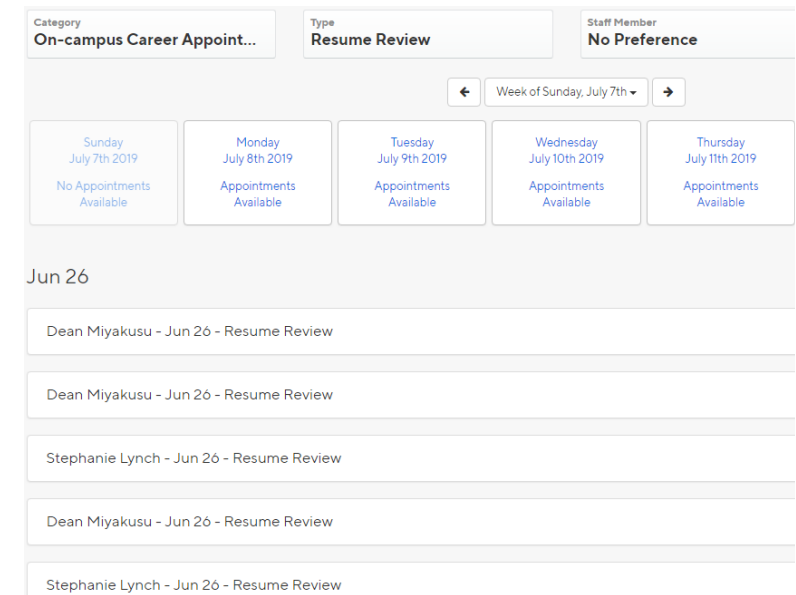 Category
On-campus Career Appoint...
Type
Resume Review
Staff Member
No Preference
Week of Sunday, July 7th
Sunday
July 7th 2019
No Appointments
Available
Monday
July 8th 2019
Appointments
Available
Tuesday
July 9th 2019
Appointments
Available
Wednesday
July 10th 2019
Appointments
Available
Thursday
July 11th 2019
Appointments
Available
Jun 26
Dean Miyakusu - Jun 26 - Resume Review
Dean Miyakusu - Jun 26 - Resume Review
Stephanie Lynch - Jun 26 - Resume Review
Dean Miyakusu - Jun 26 - Resume Review
Stephanie Lynch - Jun 26 - Resume Review